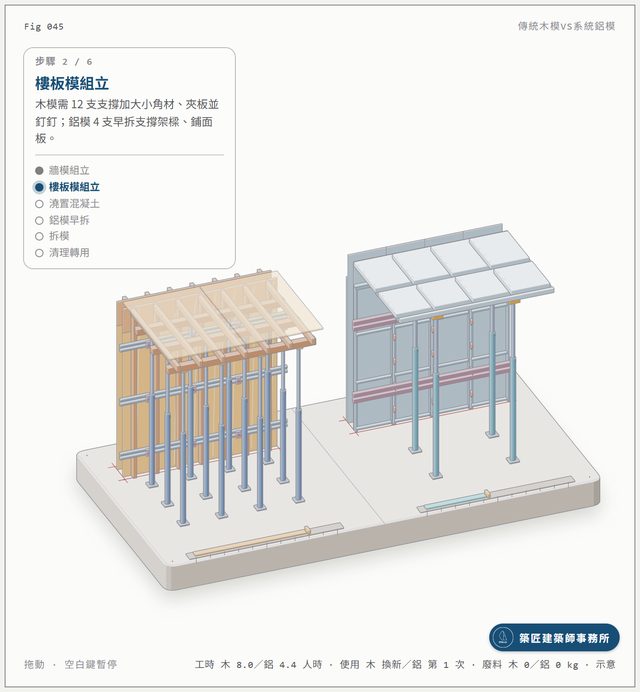 Fig 045
傳統木模VS系統鋁模
步驟 2 / 6
樓板模組立
木模需 12 支支撐加大小角材、夾板並
釘釘；鋁模 4 支早拆支撐架樑、鋪面
板。
牆模組立
樓板模組立
澆置混凝土
鋁模早拆
拆模
清理轉用
築匠建築師事務所
拖動 · 空白鍵暫停
工時 木 8.0／鋁 4.4 人時 · 使用 木 換新／鋁 第 1 次 · 廢料 木 0／鋁 0 kg · 示意